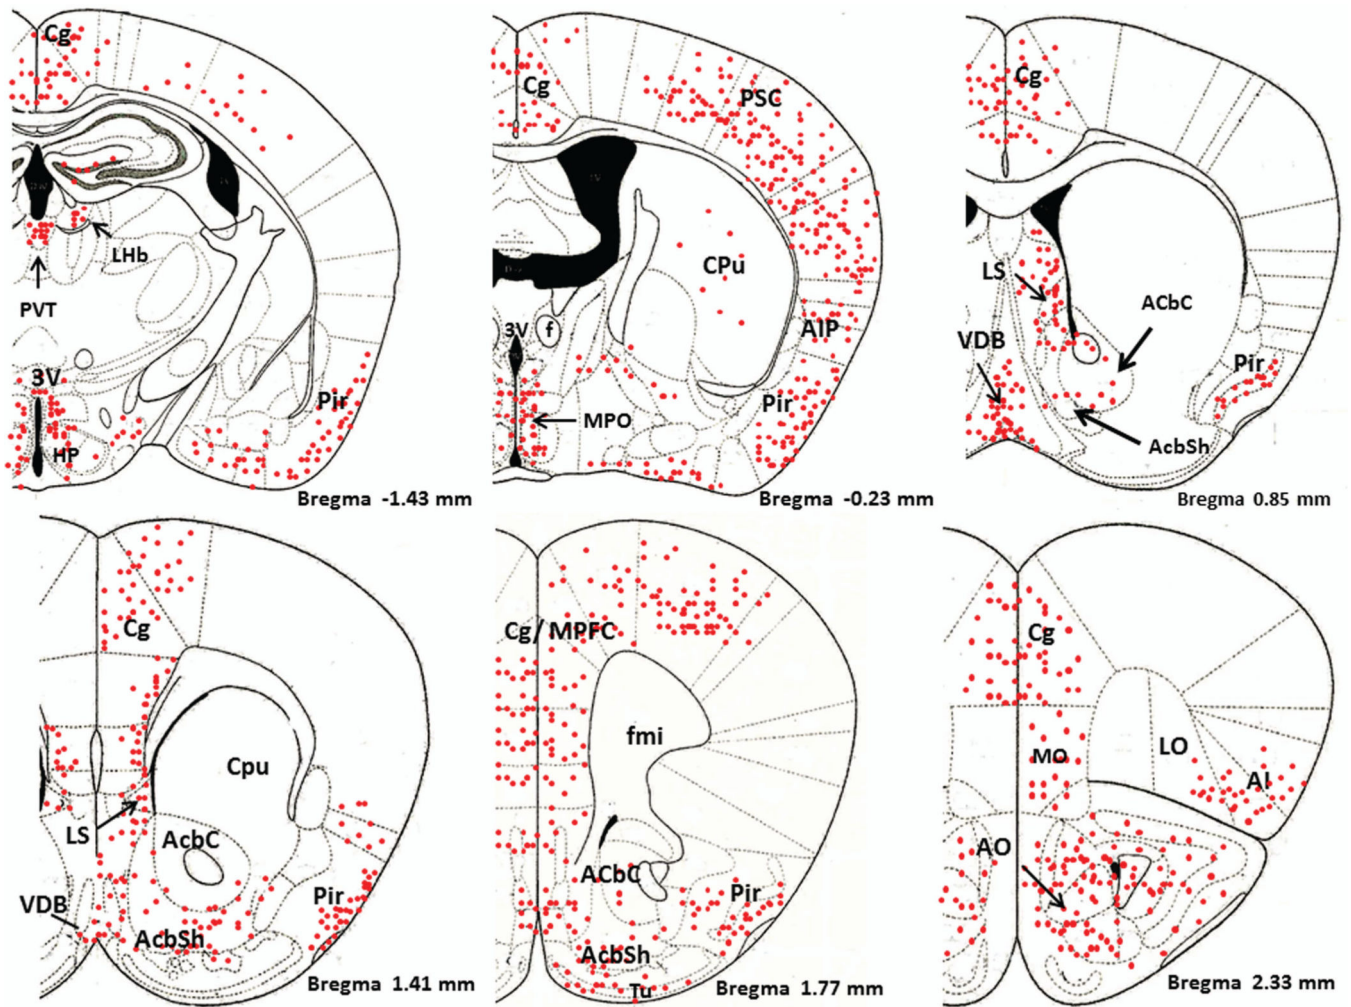 Cg
LHb
PVT
3V
Pir
HP
Bregma -1.43 mm
Cg
PSC
CPu
3V
f
AIP
Pir
MPO
Bregma -0.23 mm
Cg
LS
ACbC
VDB
Pir
AcbSh
Bregma 0.85 mm
Cg
Cpu
LS
AcbC
VDB
Pir
AcbSh
Bregma 1.41 mm
Cg/ MPFC
fmi
ACbC
Pir
AcbSh
Tu
Bregma 1.77 mm
Cg
MO
LO
AI
AO
Bregma 2.33 mm